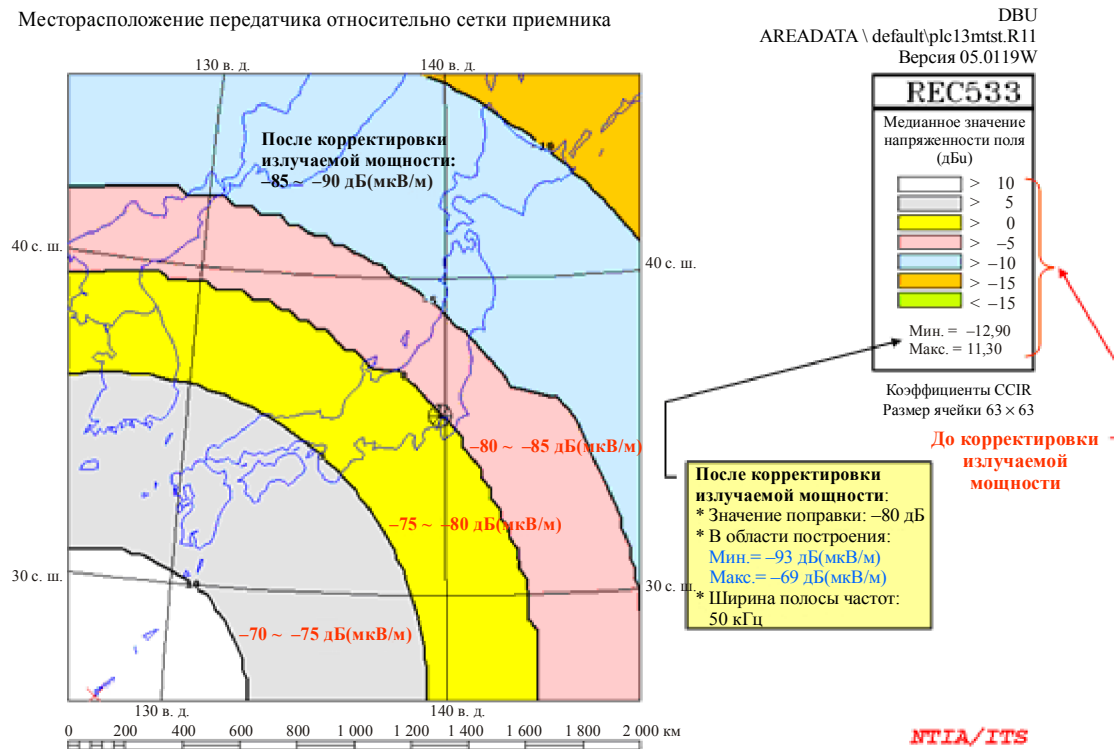 Месторасположение передатчика относительно сетки приемника
DBU
AREADATA \ default\plc13mtst.R11
Версия 05.0119W
130 в. д.
140 в. д.
После корректировки
излучаемой мощности:
–85 ~ –90 дБ(мкВ/м)
40 с. ш.
40 с. ш.
–80 ~ –85 дБ(мкВ/м)
–75 ~ –80 дБ(мкВ/м)
30 с. ш.
30 с. ш.
–70 ~ –75 дБ(мкВ/м)
130 в. д.
140 в. д.
0 200 400 600 800 1 000 1 200 1 400 1 600 1 800 2 000 км
REC533
Медианное значение
напряженности поля
(дБu)
> 10
> 5
> 0
> –5
> –10
> –15
< –15
Мин. = –12,90
Макс. = 11,30
Коэффициенты CCIR
Размер ячейки 63 × 63
До корректировки
излучаемой
мощности
После корректировки
излучаемой мощности:
* Значение поправки: –80 дБ
* В области построения:
Мин.= –93 дБ(мкВ/м)
Макс.= –69 дБ(мкВ/м)
* Ширина полосы частот:
50 кГц
NTIA/ITS